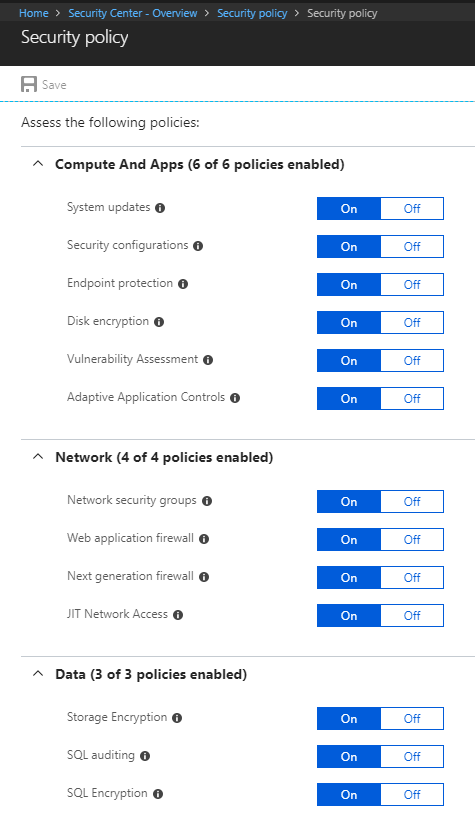 Home > Security Center - Overview > Security policy > Security policy
Security policy
Save
Assess the following policies:
Compute And Apps (6 of 6 policies enabled)
System updates On Off
Security configurations On Off
Endpoint protection On Off
Disk encryption On Off
Vulnerability Assessment On Off
Adaptive Application Controls On Off
Network (4 of 4 policies enabled)
Network security groups On Off
Web application firewall On Off
Next generation firewall On Off
JIT Network Access On Off
Data (3 of 3 policies enabled)
Storage Encryption On Off
SQL auditing On Off
SQL Encryption On Off